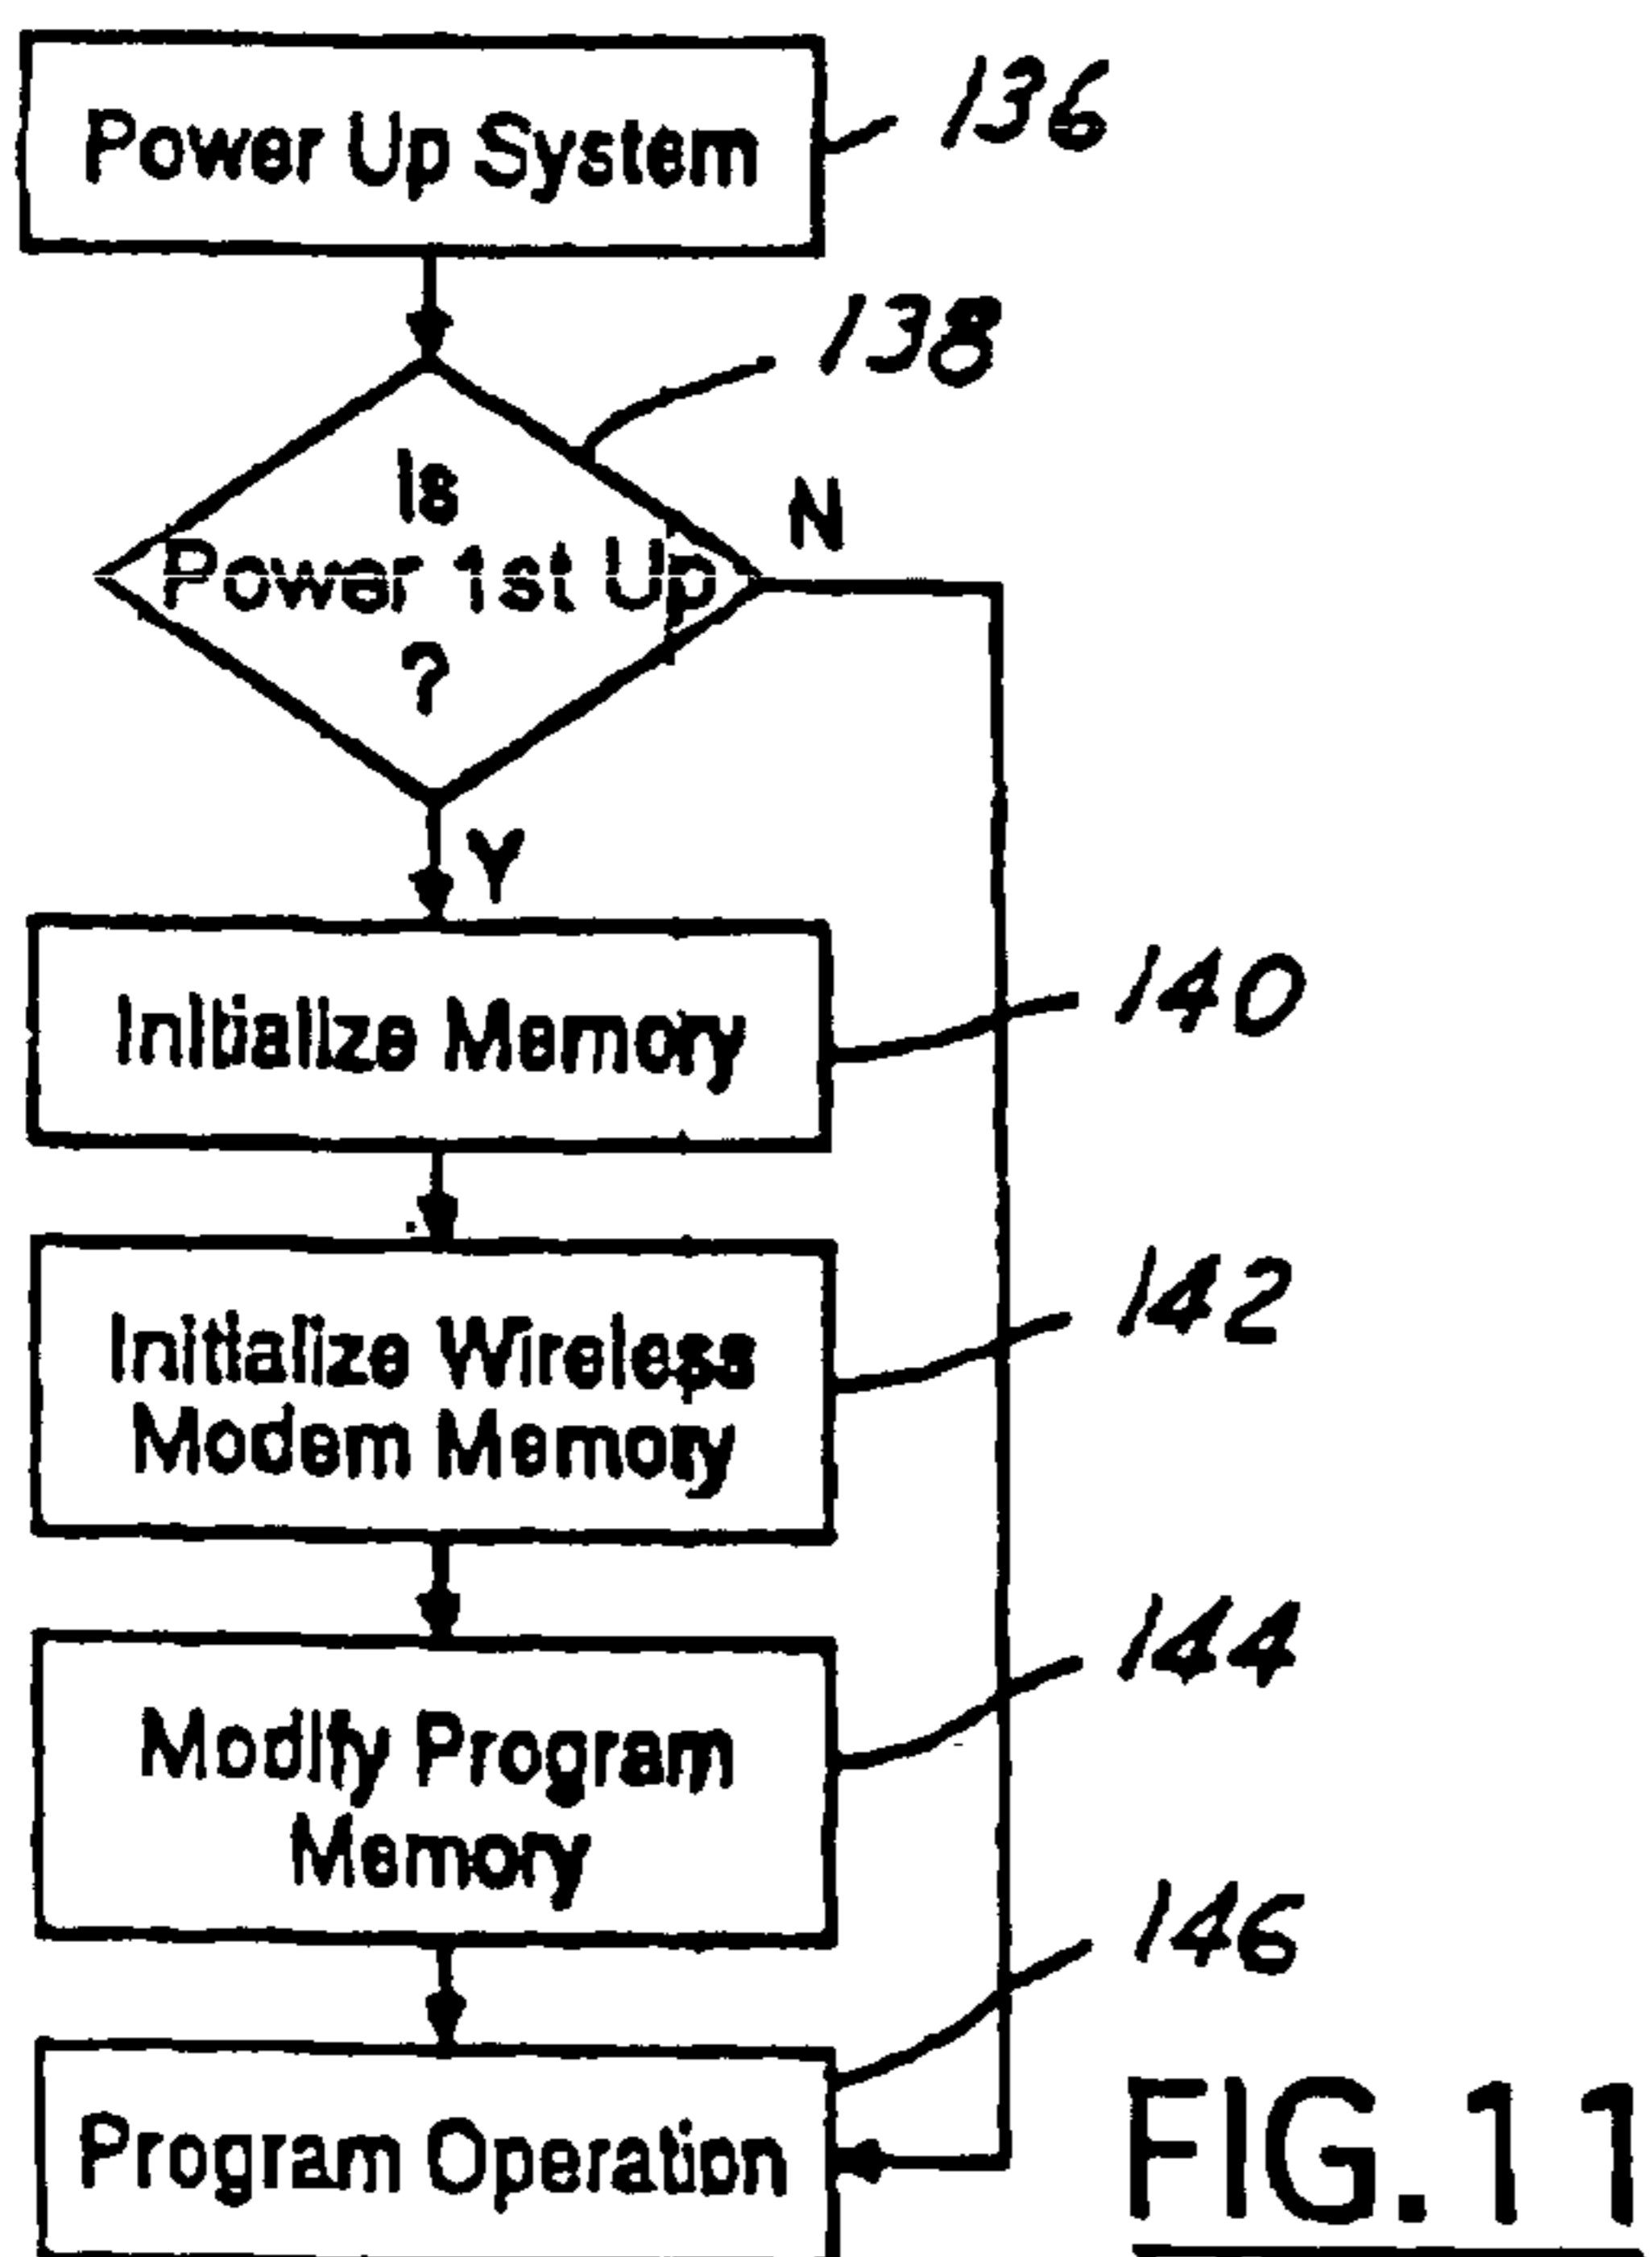 Power Up System
136
138
Is
Power 1st Up
?
N
Y
Initialize Memory
140
Initialize Wireless
Modem Memory
142
Modify Program
Memory
144
Program Operation
146
FIG.11